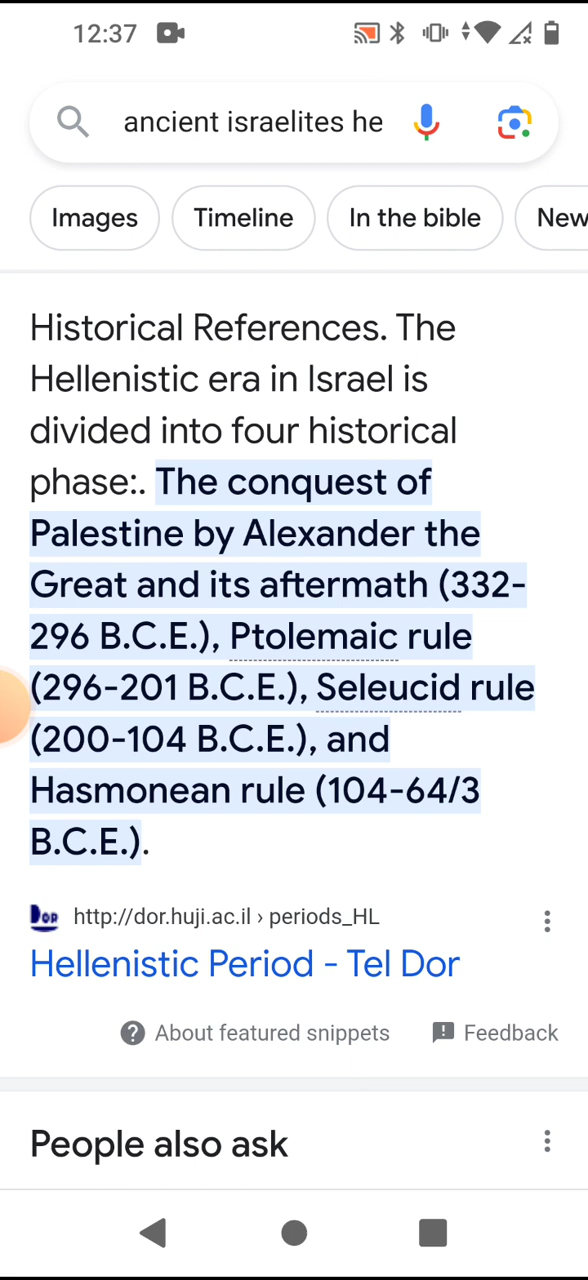 12:37
ancient israelites he
Images
Timeline
In the bible
New
Historical References. The
Hellenistic era in Israel is
divided into four historical
phase:. The conquest of
Palestine by Alexander the
Great and its aftermath (332-
296 B.C.E.), Ptolemaic rule
(296-201 B.C.E.), Seleucid rule
(200-104 B.C.E.), and
Hasmonean rule (104-64/3
B.C.E.).
DOR
http://dor.huji.ac.il › periods_HL
Hellenistic Period - Tel Dor
About featured snippets
Feedback
People also ask